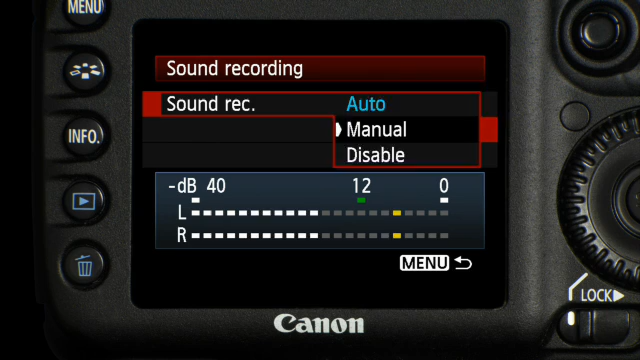 MENU
Sound recording
Sound rec. Auto
INFO. Manual
Disable
-dB 40 12 0
L
R
MENU
LOCK
Canon